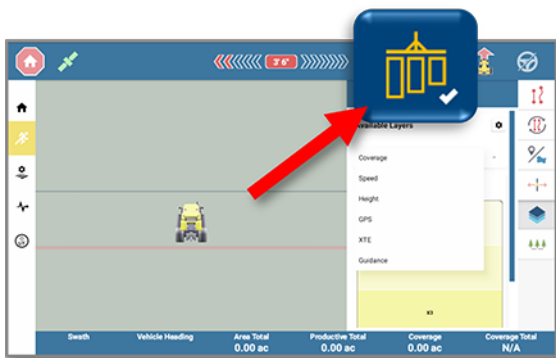 3' 6"
Available Layers
Coverage
Speed
Height
GPS
XTE
Guidance
Swath
Vehicle Heading
Area Total
0.00 ac
Productive Total
0.00 ac
Coverage
0.00 ac
Coverage Total
N/A